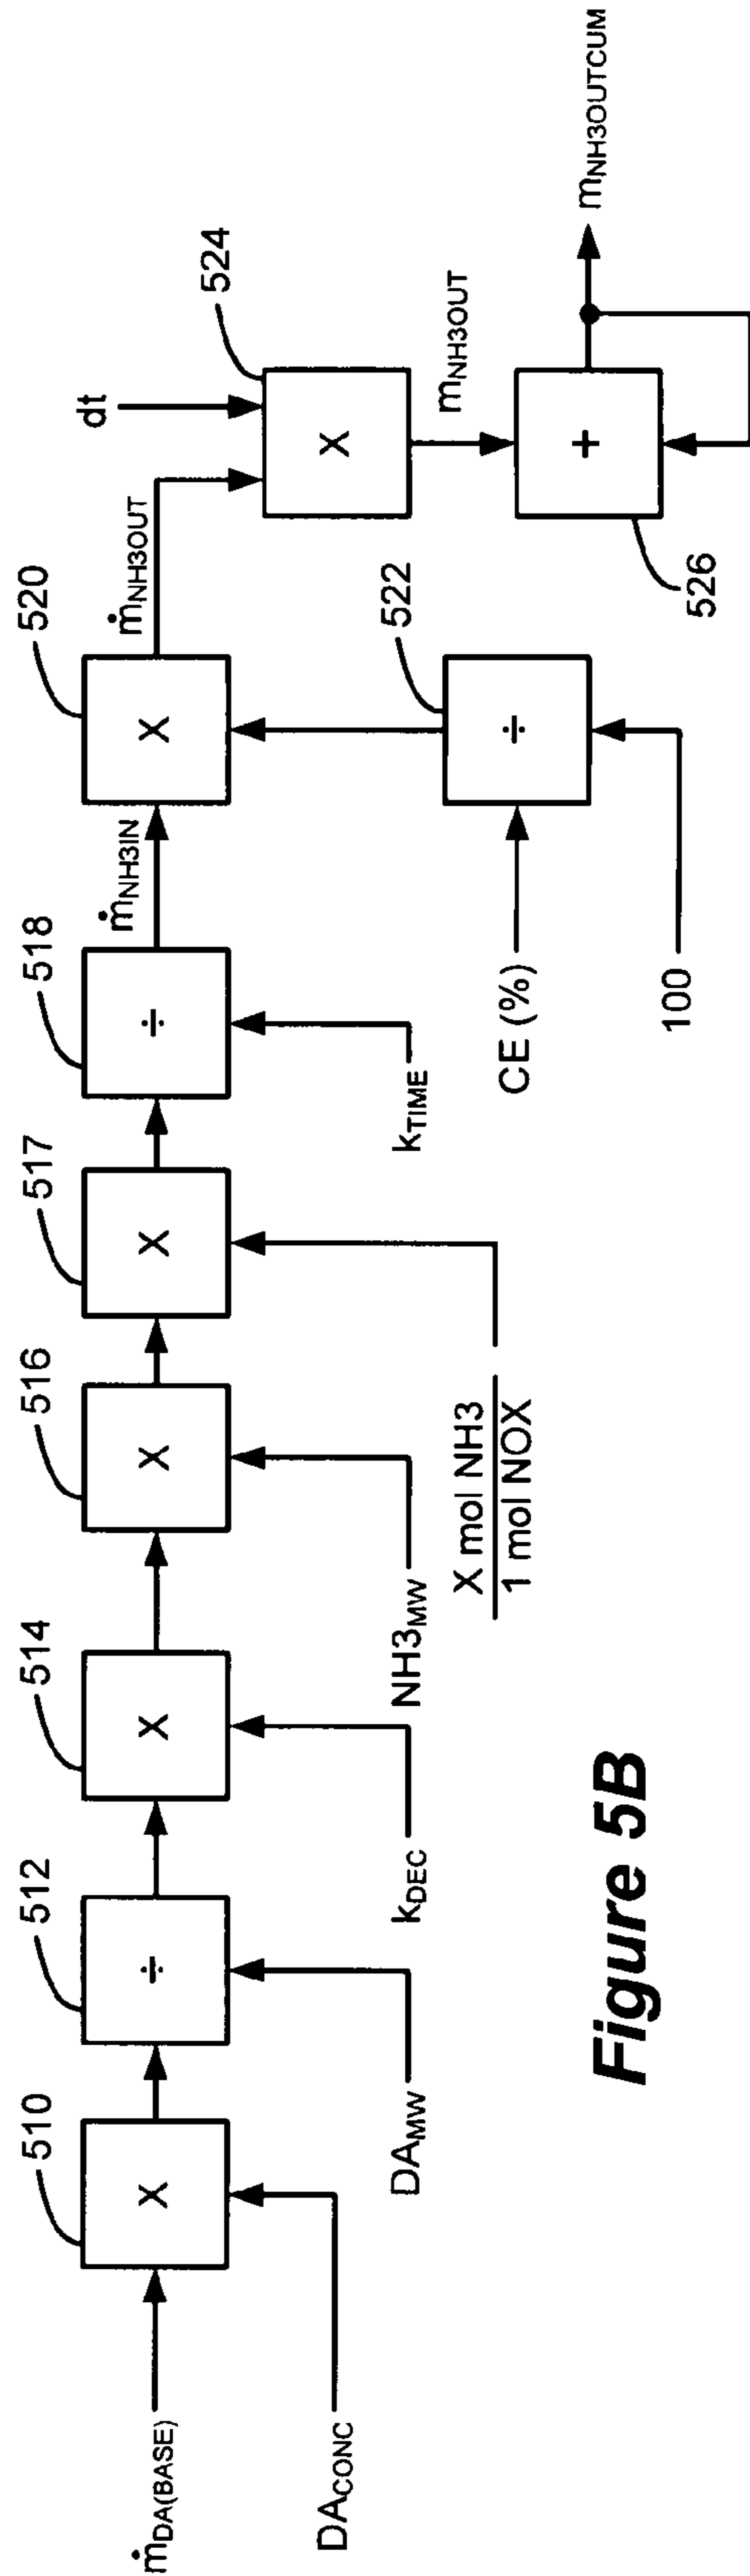 ṁDA(BASE)
DACONC
510
X
512
÷
DAMW
514
X
kDEC
516
X
NH3MW
517
X
X mol NH3
1 mol NOX
518
÷
kTIME
ṁNH3IN
520
X
522
÷
CE (%)
100
ṁNH3OUT
dt
524
X
mNH3OUT
526
+
mNH3OUTCUM
Figure 5B